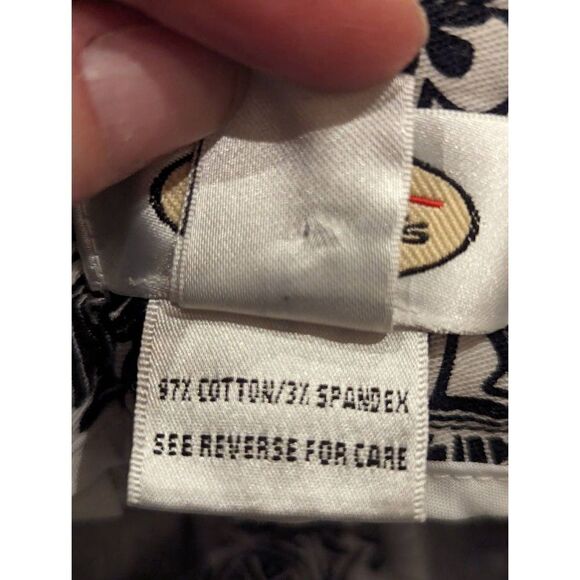 S
97% COTTON/3% SPANDEX
SEE REVERSE FOR CARE